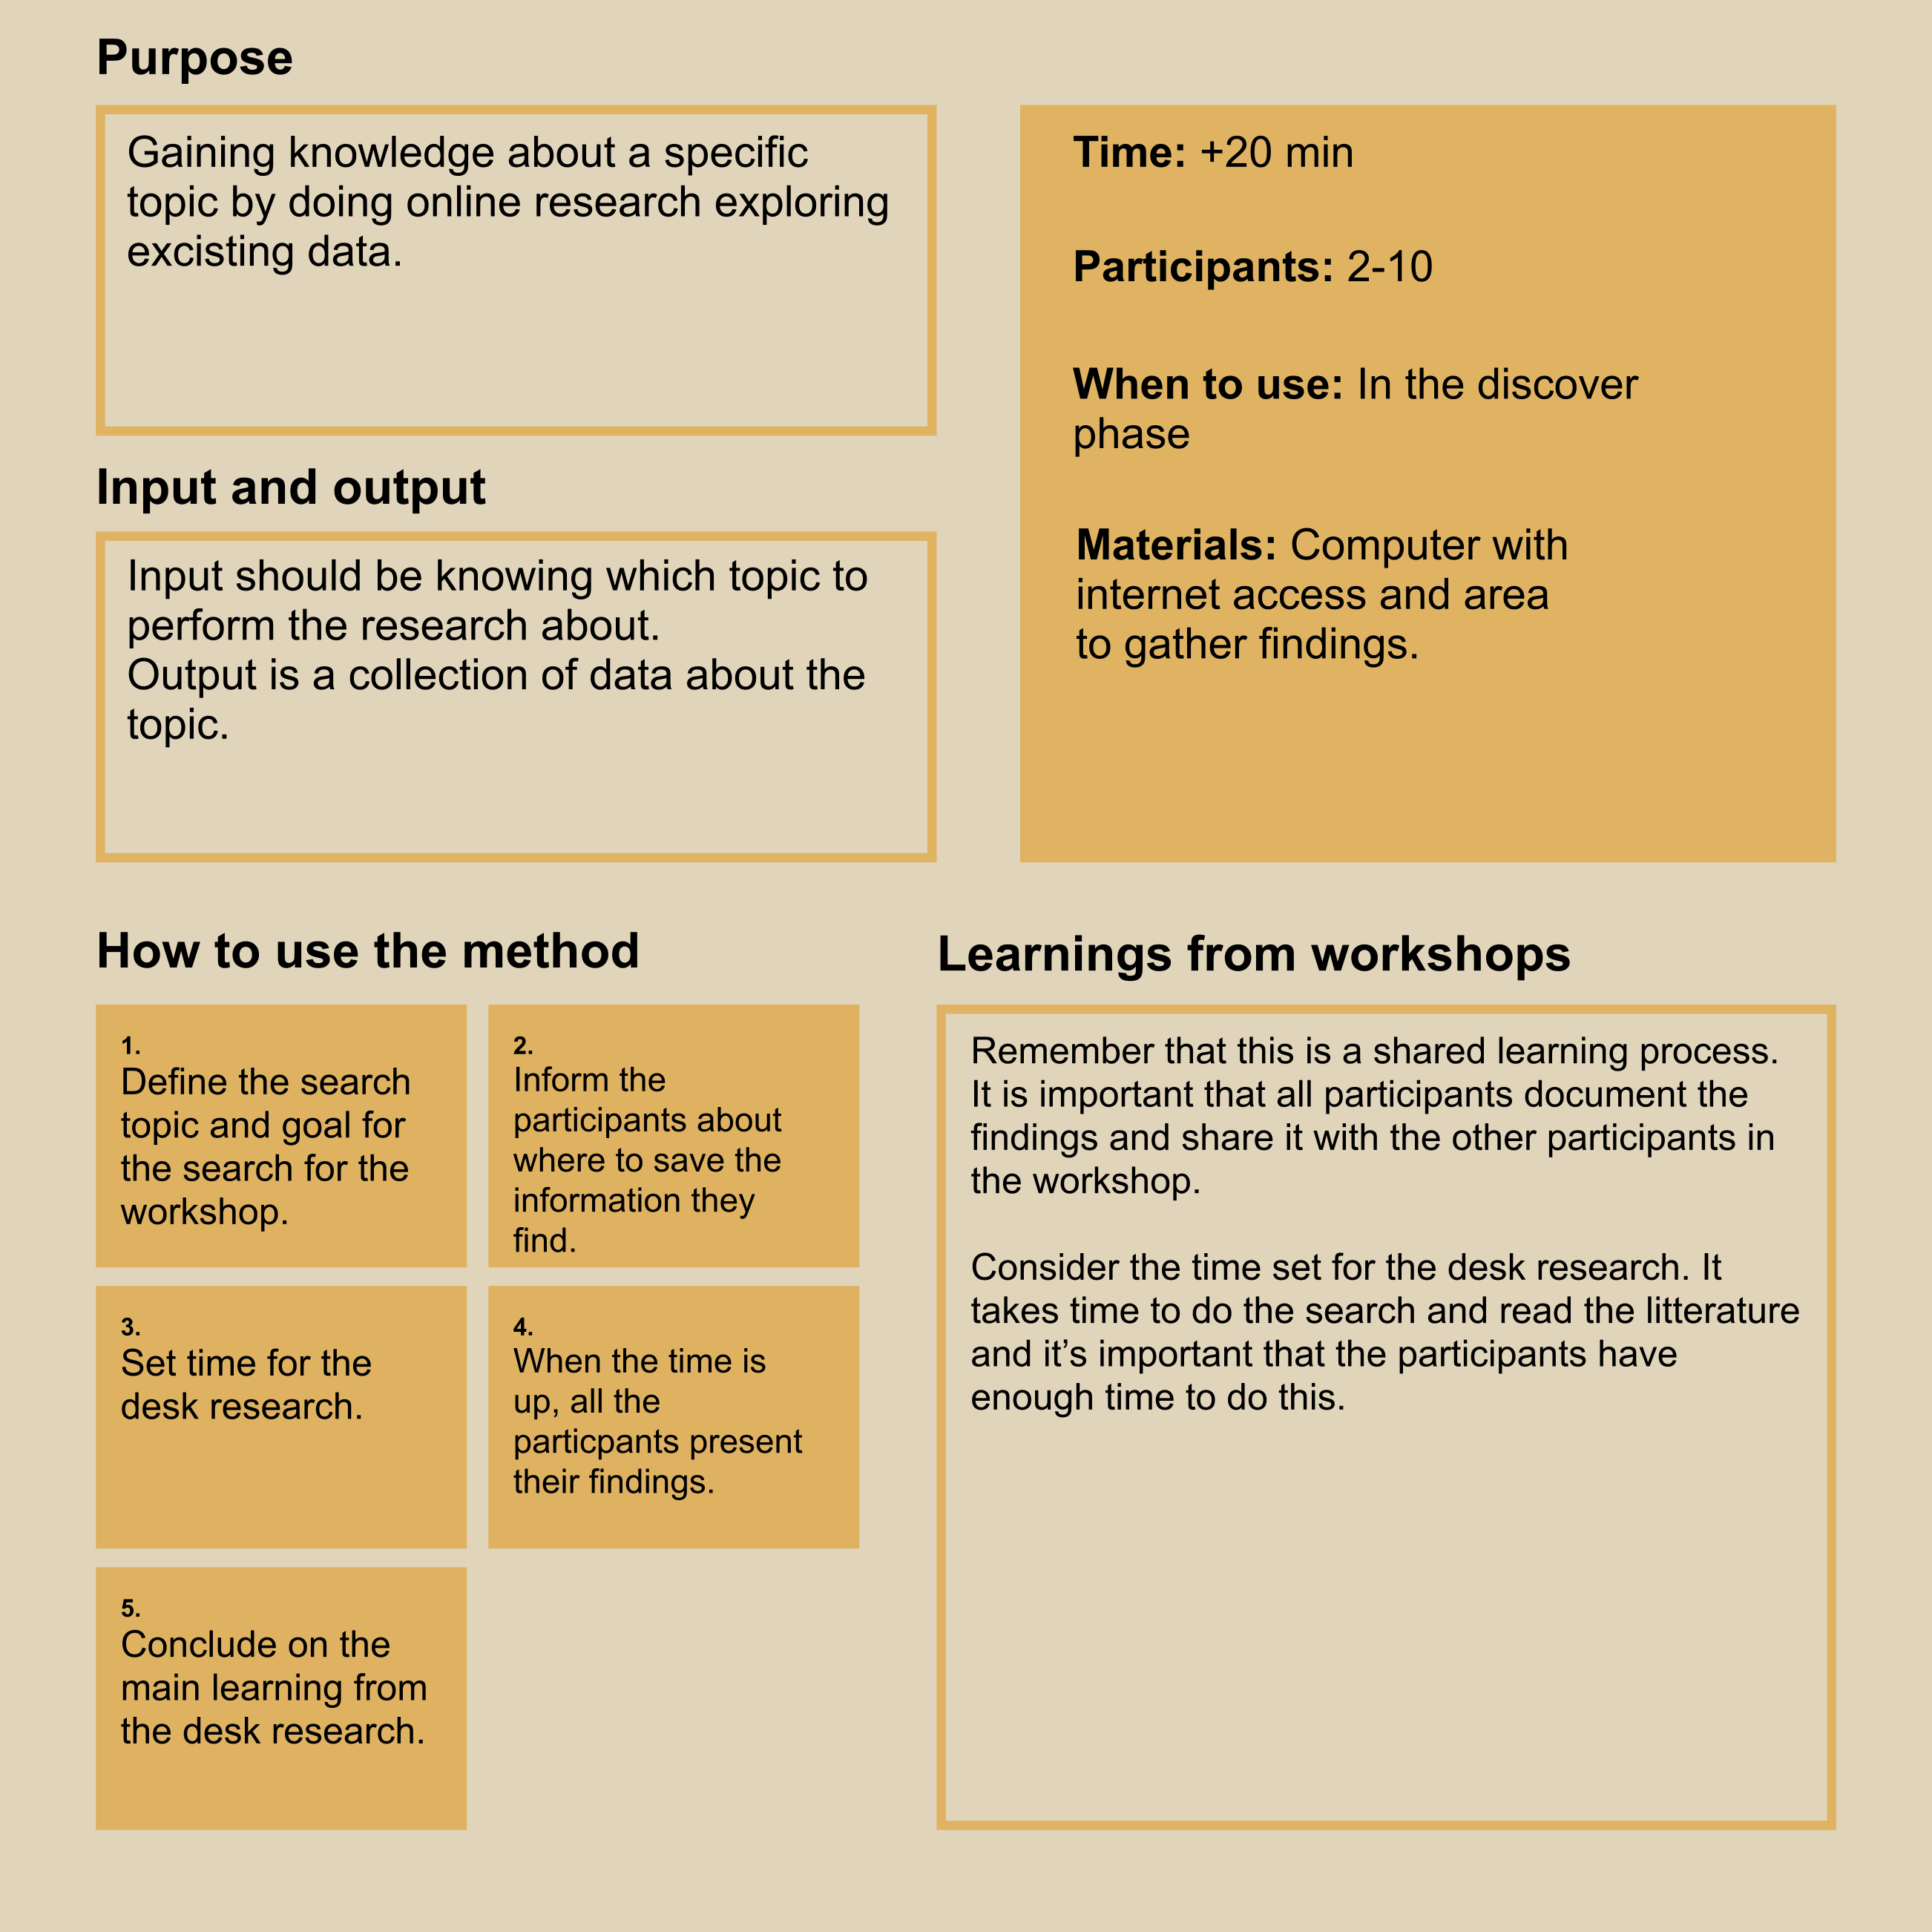 Purpose
Gaining knowledge about a specific
topic by doing online research exploring
excisting data.
Time: +20 min
Participants: 2-10
When to use: In the discover
phase
Materials: Computer with
internet access and area
to gather findings.
Input and output
Input should be knowing which topic to
perform the research about.
Output is a collection of data about the
topic.
How to use the method
1.
Define the search
topic and goal for
the search for the
workshop.
2.
Inform the
participants about
where to save the
information they
find.
3.
Set time for the
desk research.
4.
When the time is
up, all the
particpants present
their findings.
5.
Conclude on the
main learning from
the desk research.
Learnings from workshops
Remember that this is a shared learning process.
It is important that all participants document the
findings and share it with the other participants in
the workshop.
Consider the time set for the desk research. It
takes time to do the search and read the litterature
and it’s important that the participants have
enough time to do this.